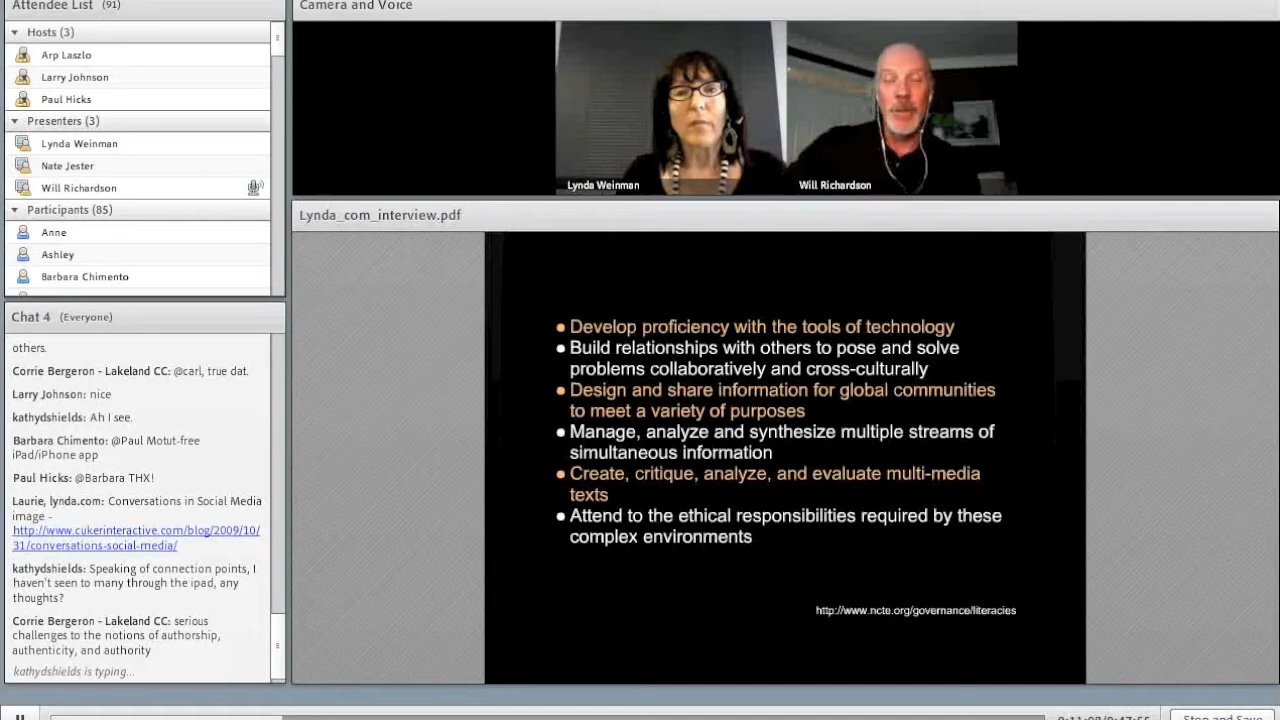 Attendee List (91)
Hosts (3)
Arp Laszlo
Larry Johnson
Paul Hicks
Presenters (3)
Lynda Weinman
Nate Jester
Will Richardson
Participants (85)
Anne
Ashley
Barbara Chimento
Chat 4 (Everyone)
others.
Corrie Bergeron - Lakeland CC: @carl, true dat.
Larry Johnson: nice
kathydshields: Ah I see.
Barbara Chimento: @Paul Motut-free
iPad/iPhone app
Paul Hicks: @Barbara THX!
Laurie, lynda.com: Conversations in Social Media
image -
http://www.cukerinteractive.com/blog/2009/10/
31/conversations-social-media/
kathydshields: Speaking of connection points, I
haven't seen to many through the ipad, any
thoughts?
Corrie Bergeron - Lakeland CC: serious
challenges to the notions of authorship,
authenticity, and authority
kathydshields is typing...
Camera and Voice
Lynda Weinman
Will Richardson
Lynda_com_interview.pdf
• Develop proficiency with the tools of technology
• Build relationships with others to pose and solve
problems collaboratively and cross-culturally
• Design and share information for global communities
to meet a variety of purposes
• Manage, analyze and synthesize multiple streams of
simultaneous information
• Create, critique, analyze, and evaluate multi-media
texts
• Attend to the ethical responsibilities required by these
complex environments
http://www.ncte.org/governance/literacies
Stop and Save